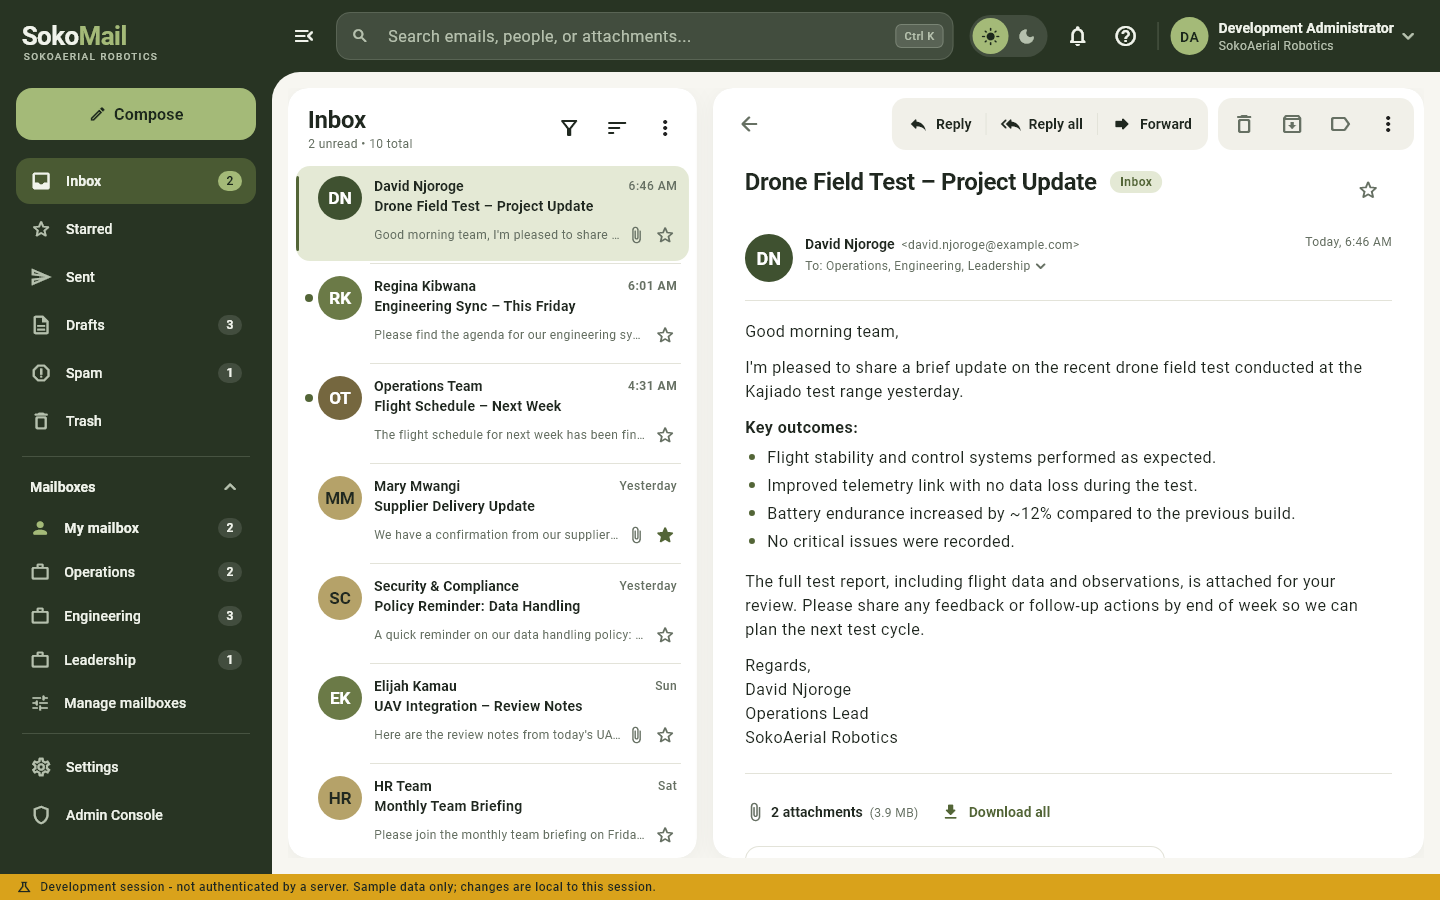 SokoMail
SOKOAERIAL ROBOTICS
Search emails, people, or attachments...
Ctrl K
DA
Development Administrator
SokoAerial Robotics
Compose
Inbox 2
Starred
Sent
Drafts 3
Spam 1
Trash
Mailboxes
My mailbox 2
Operations 2
Engineering 3
Leadership 1
Manage mailboxes
Settings
Admin Console
Inbox
2 unread • 10 total
DN
David Njoroge 6:46 AM
Drone Field Test – Project Update
Good morning team, I'm pleased to share ...
RK
Regina Kibwana 6:01 AM
Engineering Sync – This Friday
Please find the agenda for our engineering sy...
OT
Operations Team 4:31 AM
Flight Schedule – Next Week
The flight schedule for next week has been fin...
MM
Mary Mwangi Yesterday
Supplier Delivery Update
We have a confirmation from our supplier...
SC
Security & Compliance Yesterday
Policy Reminder: Data Handling
A quick reminder on our data handling policy: ...
EK
Elijah Kamau Sun
UAV Integration – Review Notes
Here are the review notes from today's UA...
HR
HR Team Sat
Monthly Team Briefing
Please join the monthly team briefing on Frida...
Reply Reply all Forward
Drone Field Test – Project Update Inbox
DN
David Njoroge <david.njoroge@example.com> Today, 6:46 AM
To: Operations, Engineering, Leadership
Good morning team,
I'm pleased to share a brief update on the recent drone field test conducted at the
Kajiado test range yesterday.
Key outcomes:
• Flight stability and control systems performed as expected.
• Improved telemetry link with no data loss during the test.
• Battery endurance increased by ~12% compared to the previous build.
• No critical issues were recorded.
The full test report, including flight data and observations, is attached for your
review. Please share any feedback or follow-up actions by end of week so we can
plan the next test cycle.
Regards,
David Njoroge
Operations Lead
SokoAerial Robotics
2 attachments (3.9 MB) Download all
Development session - not authenticated by a server. Sample data only; changes are local to this session.